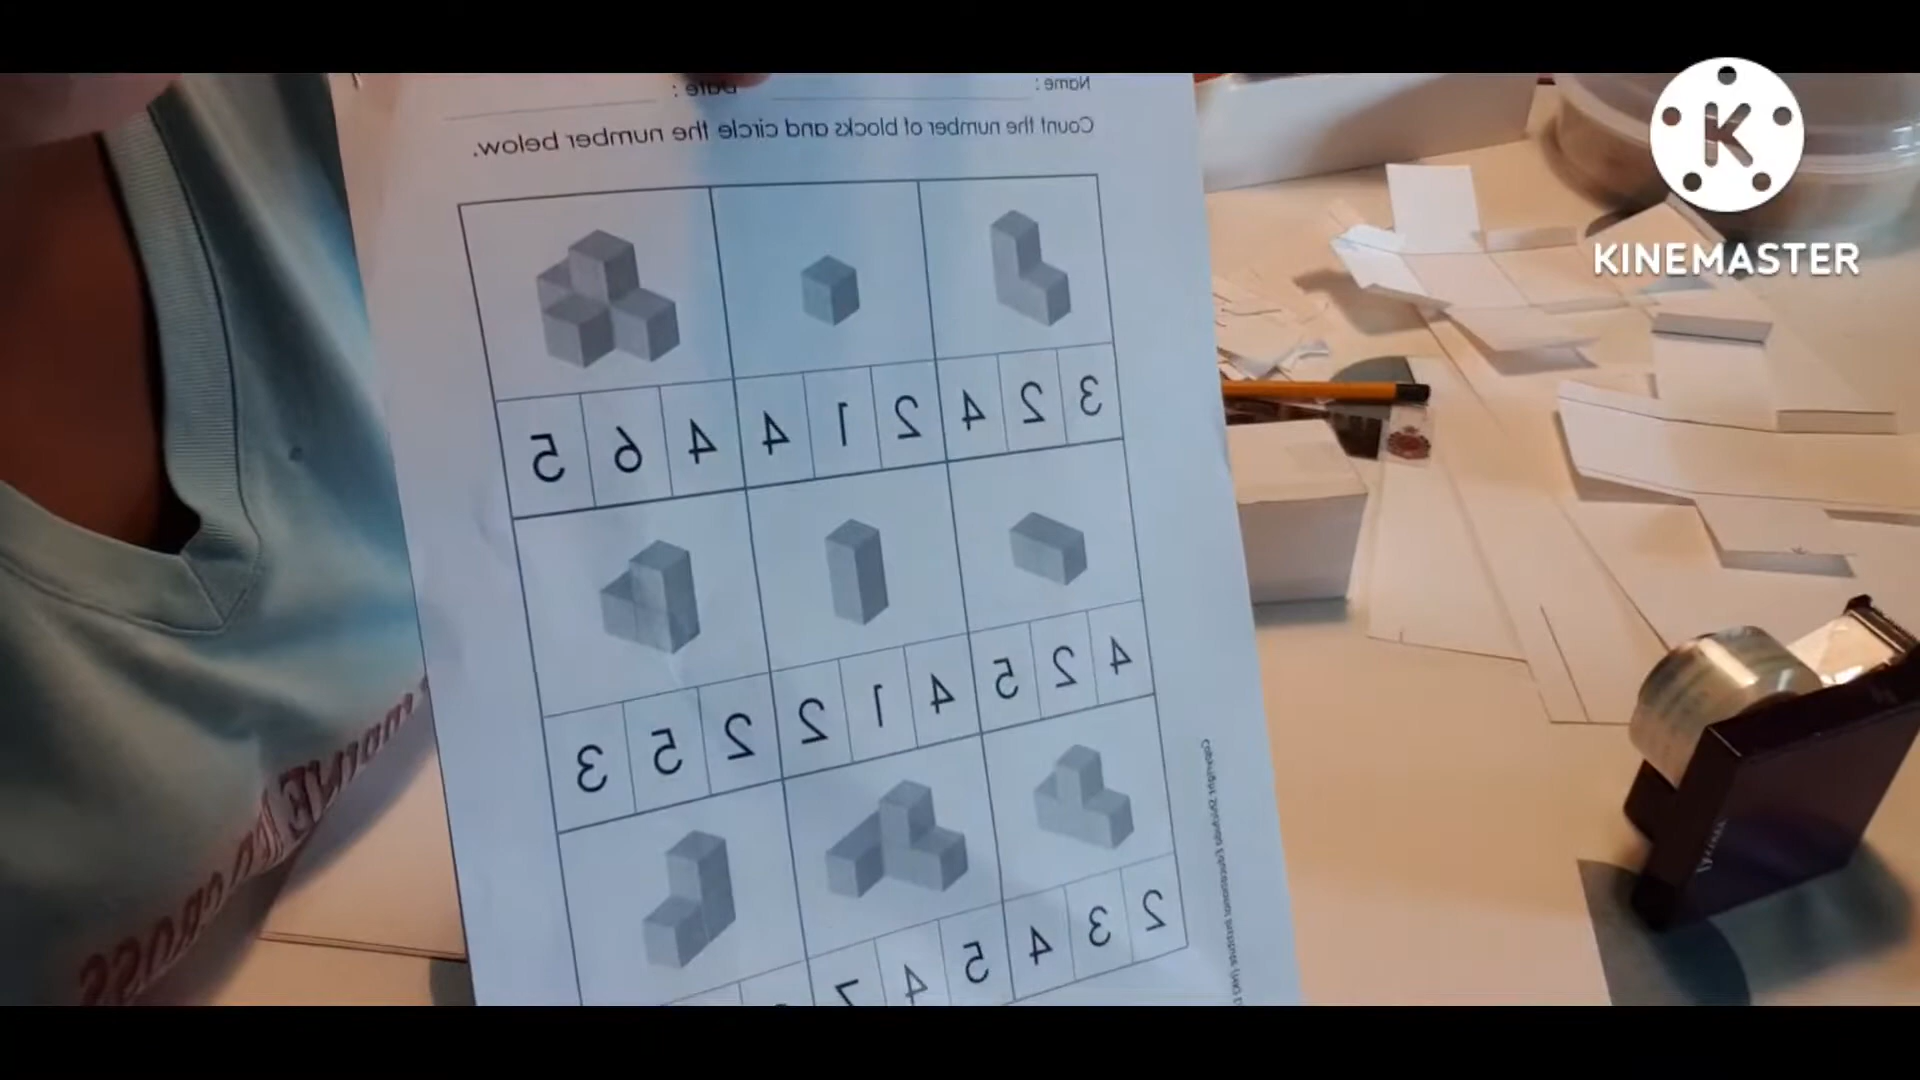 KINEMASTER
Name : Date :
Count the number of blocks and circle the number below.
3 2 4 2 1 4 4 6 5
4 2 5 4 1 2 2 5 3
2 3 4 5 4 7